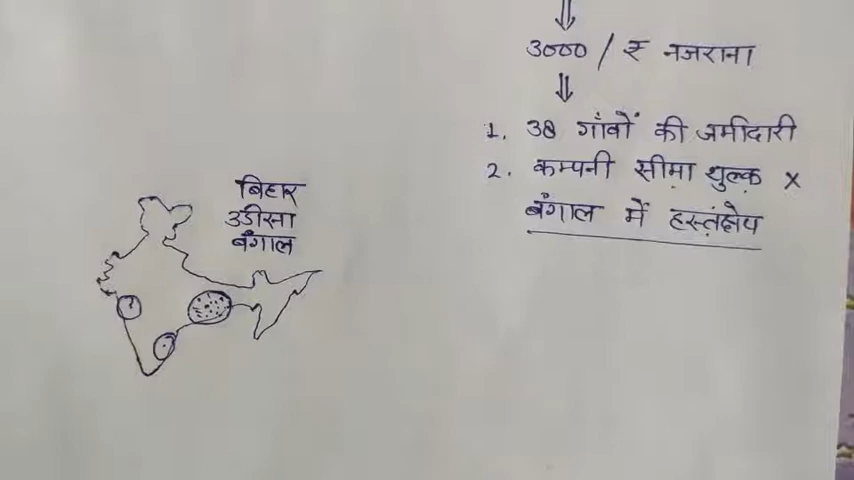 3000 / ₹ नजराना
1. 38 गाँवों की जमीदारी
2. कम्पनी सीमा शुल्क ×
बंगाल में हस्तक्षेप
बिहार
उडीसा
बंगाल